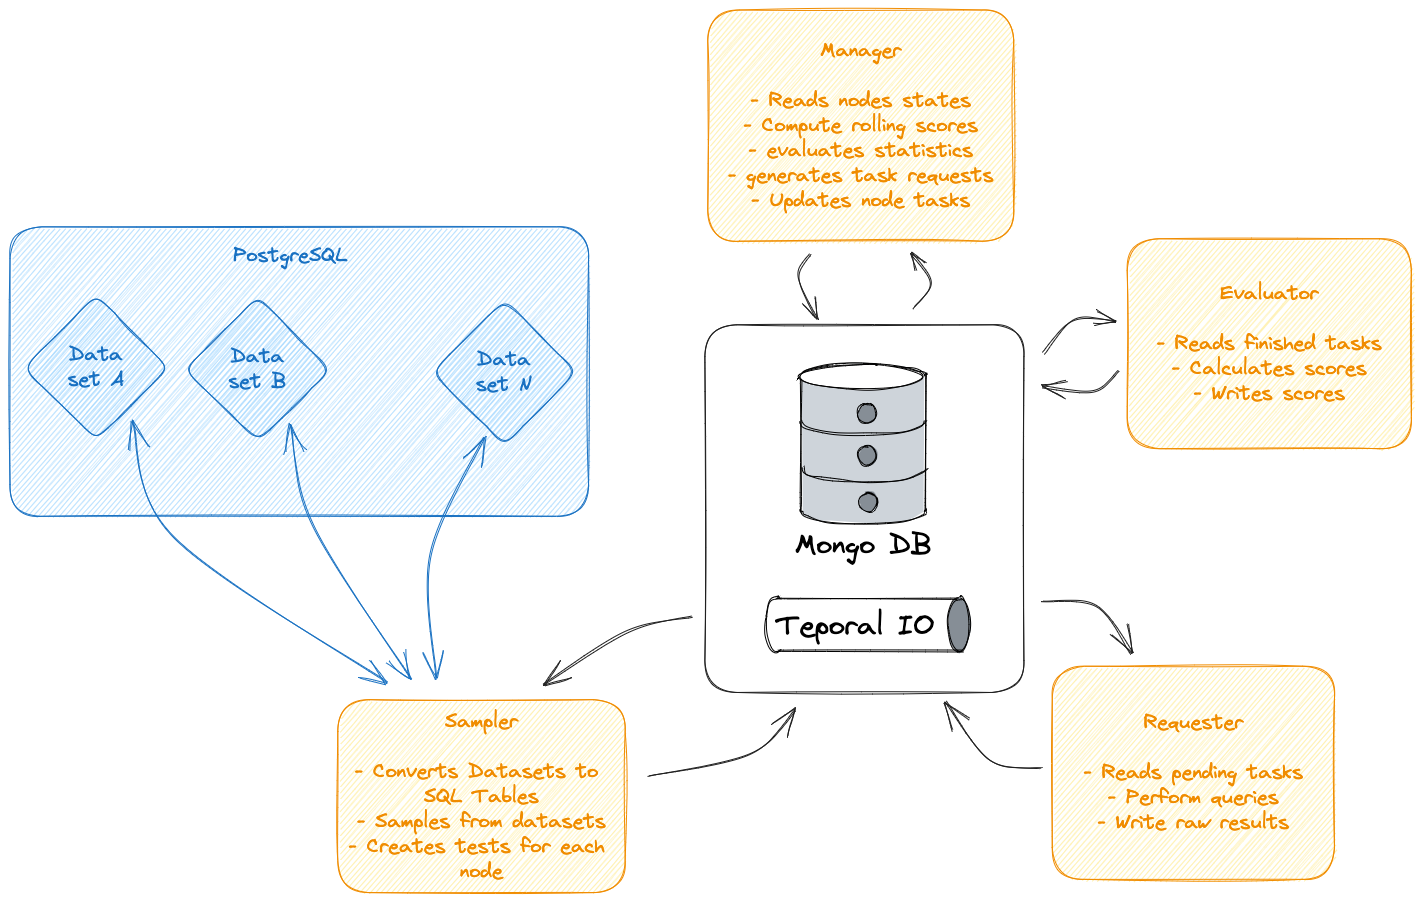 Manager
- Reads nodes states
- Compute rolling scores
- evaluates statistics
- generates task requests
- Updates node tasks
PostgreSQL
Data
set A
Data
set B
Data
set N
Evaluator
- Reads finished tasks
- Calculates scores
- Writes scores
Mongo DB
Teporal IO
Sampler
- Converts Datasets to
SQL Tables
- Samples from datasets
- Creates tests for each
node
Requester
- Reads pending tasks
- Perform queries
- Write raw results